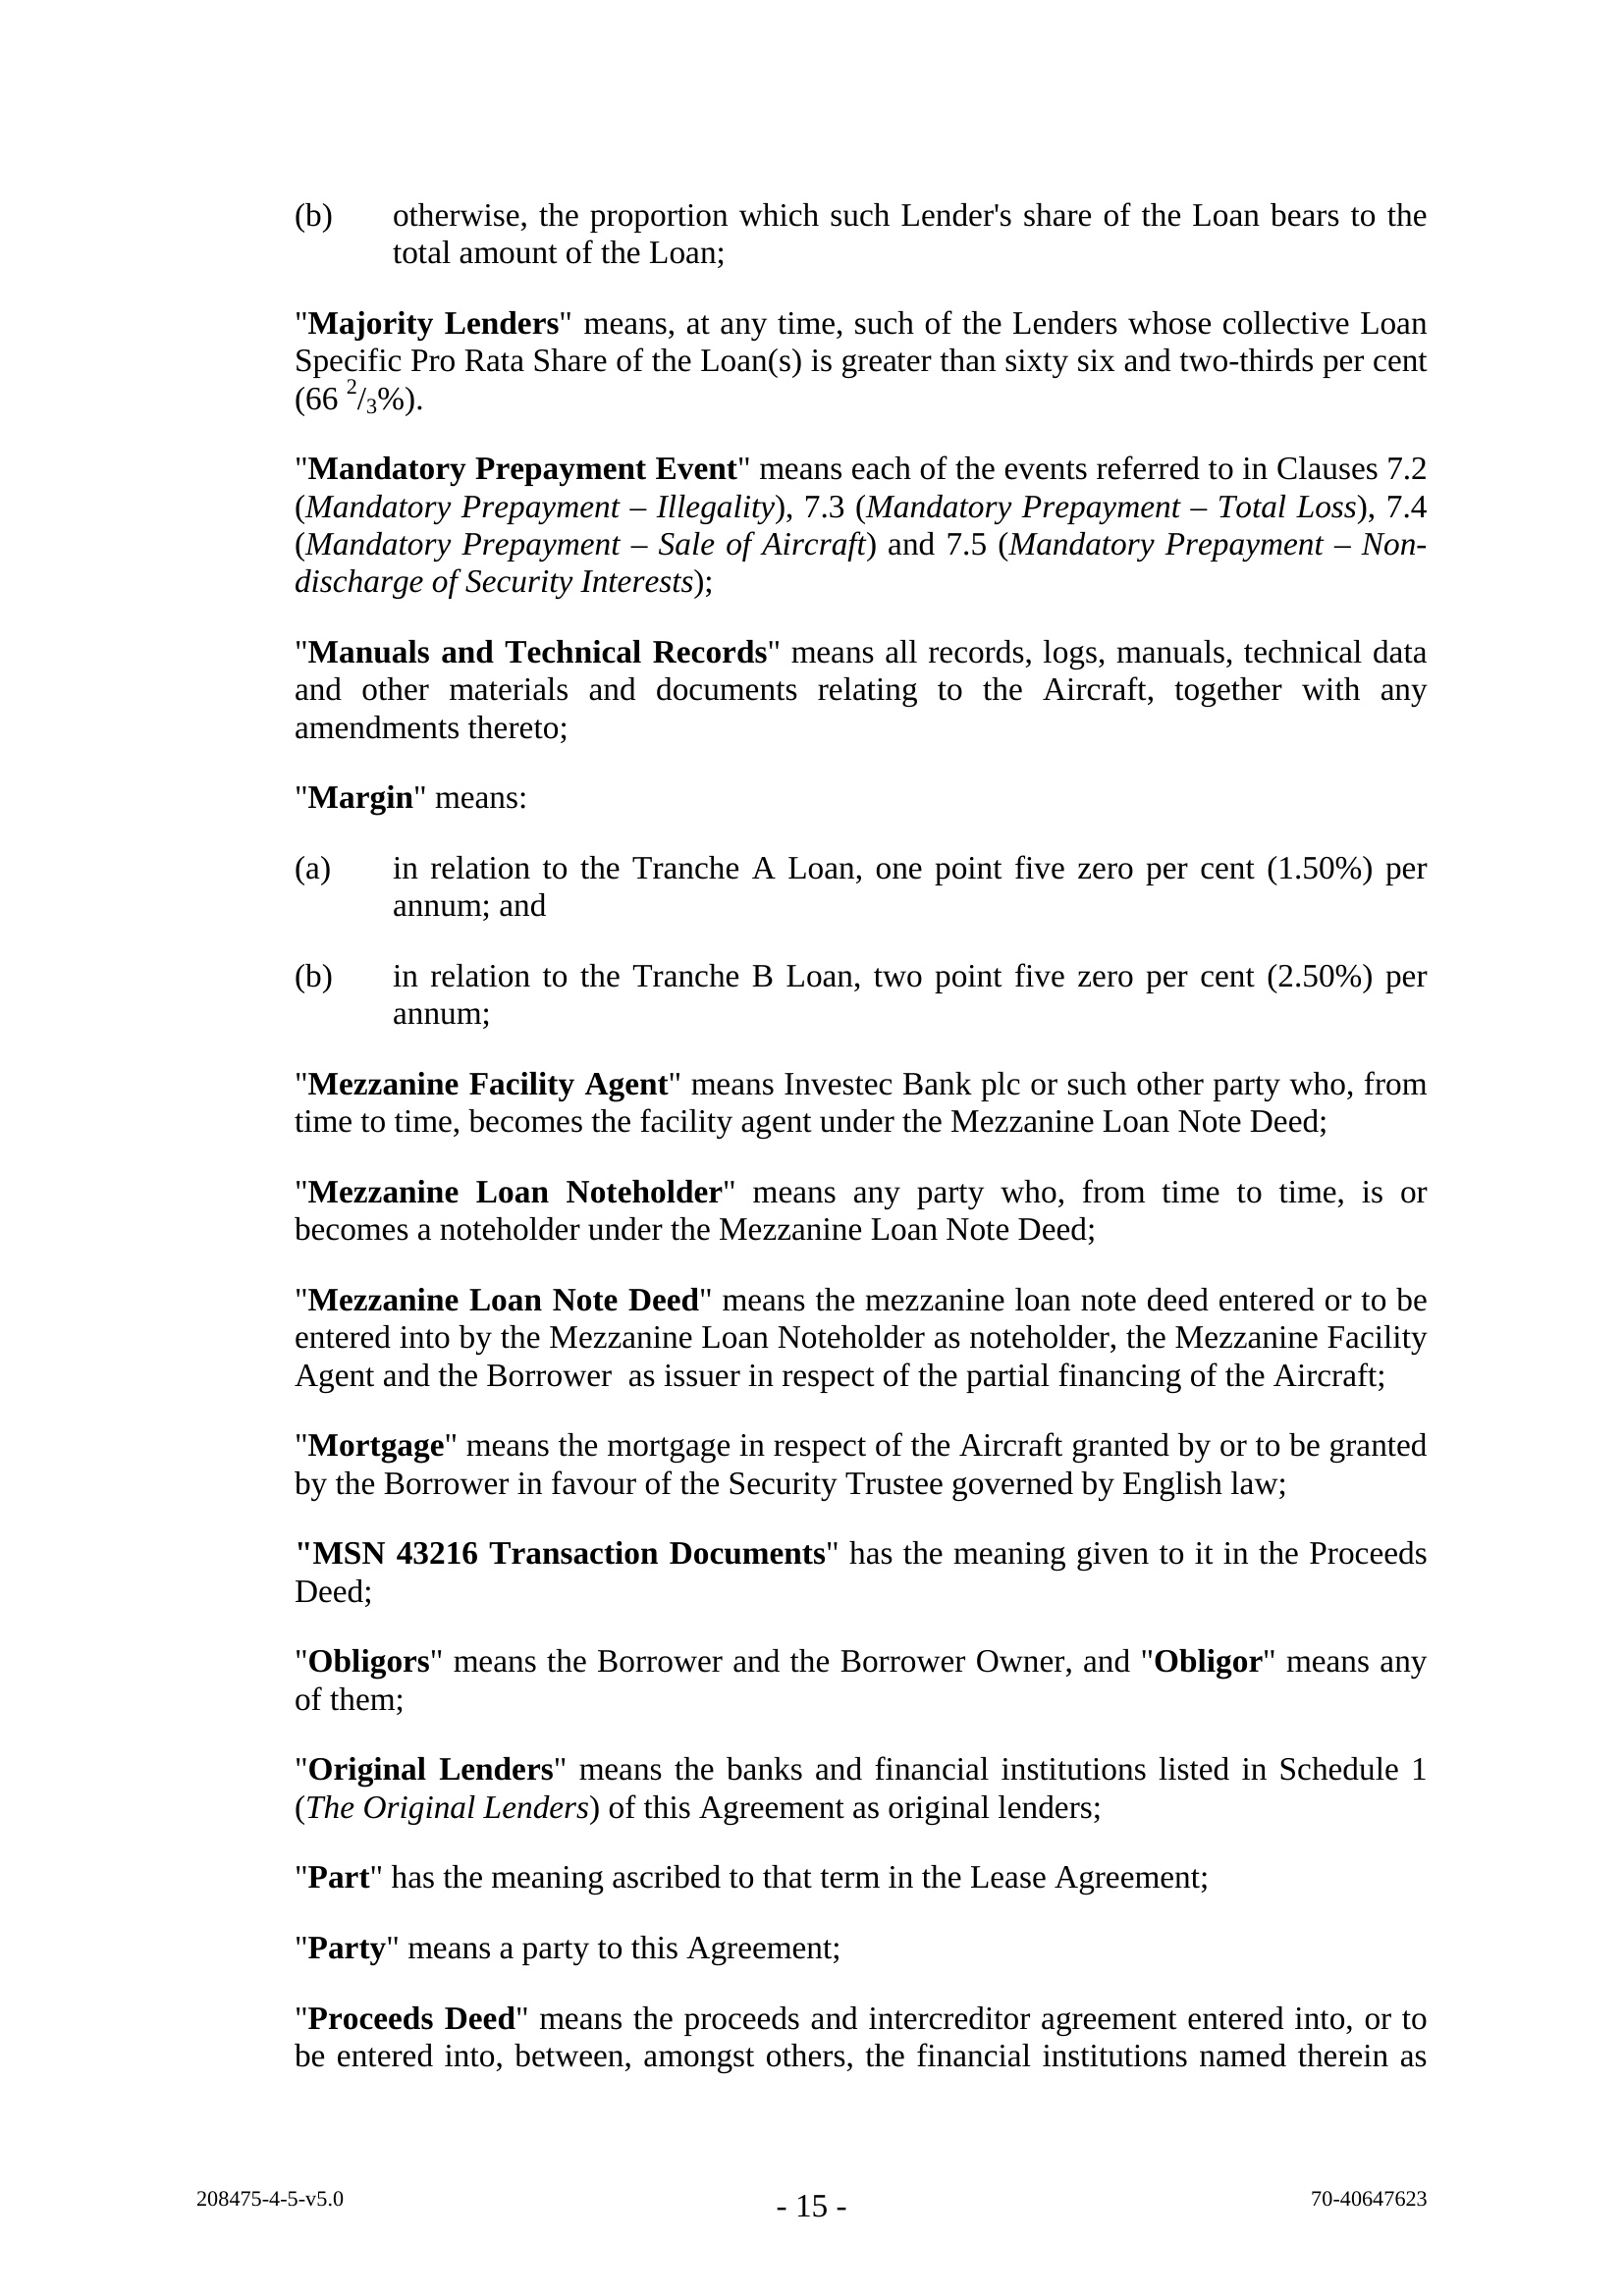 (b) otherwise, the proportion which such Lender's share of the Loan bears to the
total amount of the Loan;
"Majority Lenders" means, at any time, such of the Lenders whose collective Loan
Specific Pro Rata Share of the Loan(s) is greater than sixty six and two-thirds per cent
(66 2/3%).
"Mandatory Prepayment Event" means each of the events referred to in Clauses 7.2
(Mandatory Prepayment – Illegality), 7.3 (Mandatory Prepayment – Total Loss), 7.4
(Mandatory Prepayment – Sale of Aircraft) and 7.5 (Mandatory Prepayment – Non-
discharge of Security Interests);
"Manuals and Technical Records" means all records, logs, manuals, technical data
and other materials and documents relating to the Aircraft, together with any
amendments thereto;
"Margin" means:
(a) in relation to the Tranche A Loan, one point five zero per cent (1.50%) per
annum; and
(b) in relation to the Tranche B Loan, two point five zero per cent (2.50%) per
annum;
"Mezzanine Facility Agent" means Investec Bank plc or such other party who, from
time to time, becomes the facility agent under the Mezzanine Loan Note Deed;
"Mezzanine Loan Noteholder" means any party who, from time to time, is or
becomes a noteholder under the Mezzanine Loan Note Deed;
"Mezzanine Loan Note Deed" means the mezzanine loan note deed entered or to be
entered into by the Mezzanine Loan Noteholder as noteholder, the Mezzanine Facility
Agent and the Borrower  as issuer in respect of the partial financing of the Aircraft;
"Mortgage" means the mortgage in respect of the Aircraft granted by or to be granted
by the Borrower in favour of the Security Trustee governed by English law;
"MSN 43216 Transaction Documents" has the meaning given to it in the Proceeds
Deed;
"Obligors" means the Borrower and the Borrower Owner, and "Obligor" means any
of them;
"Original Lenders" means the banks and financial institutions listed in Schedule 1
(The Original Lenders) of this Agreement as original lenders;
"Part" has the meaning ascribed to that term in the Lease Agreement;
"Party" means a party to this Agreement;
"Proceeds Deed" means the proceeds and intercreditor agreement entered into, or to
be entered into, between, amongst others, the financial institutions named therein as
208475-4-5-v5.0 - 15 - 70-40647623